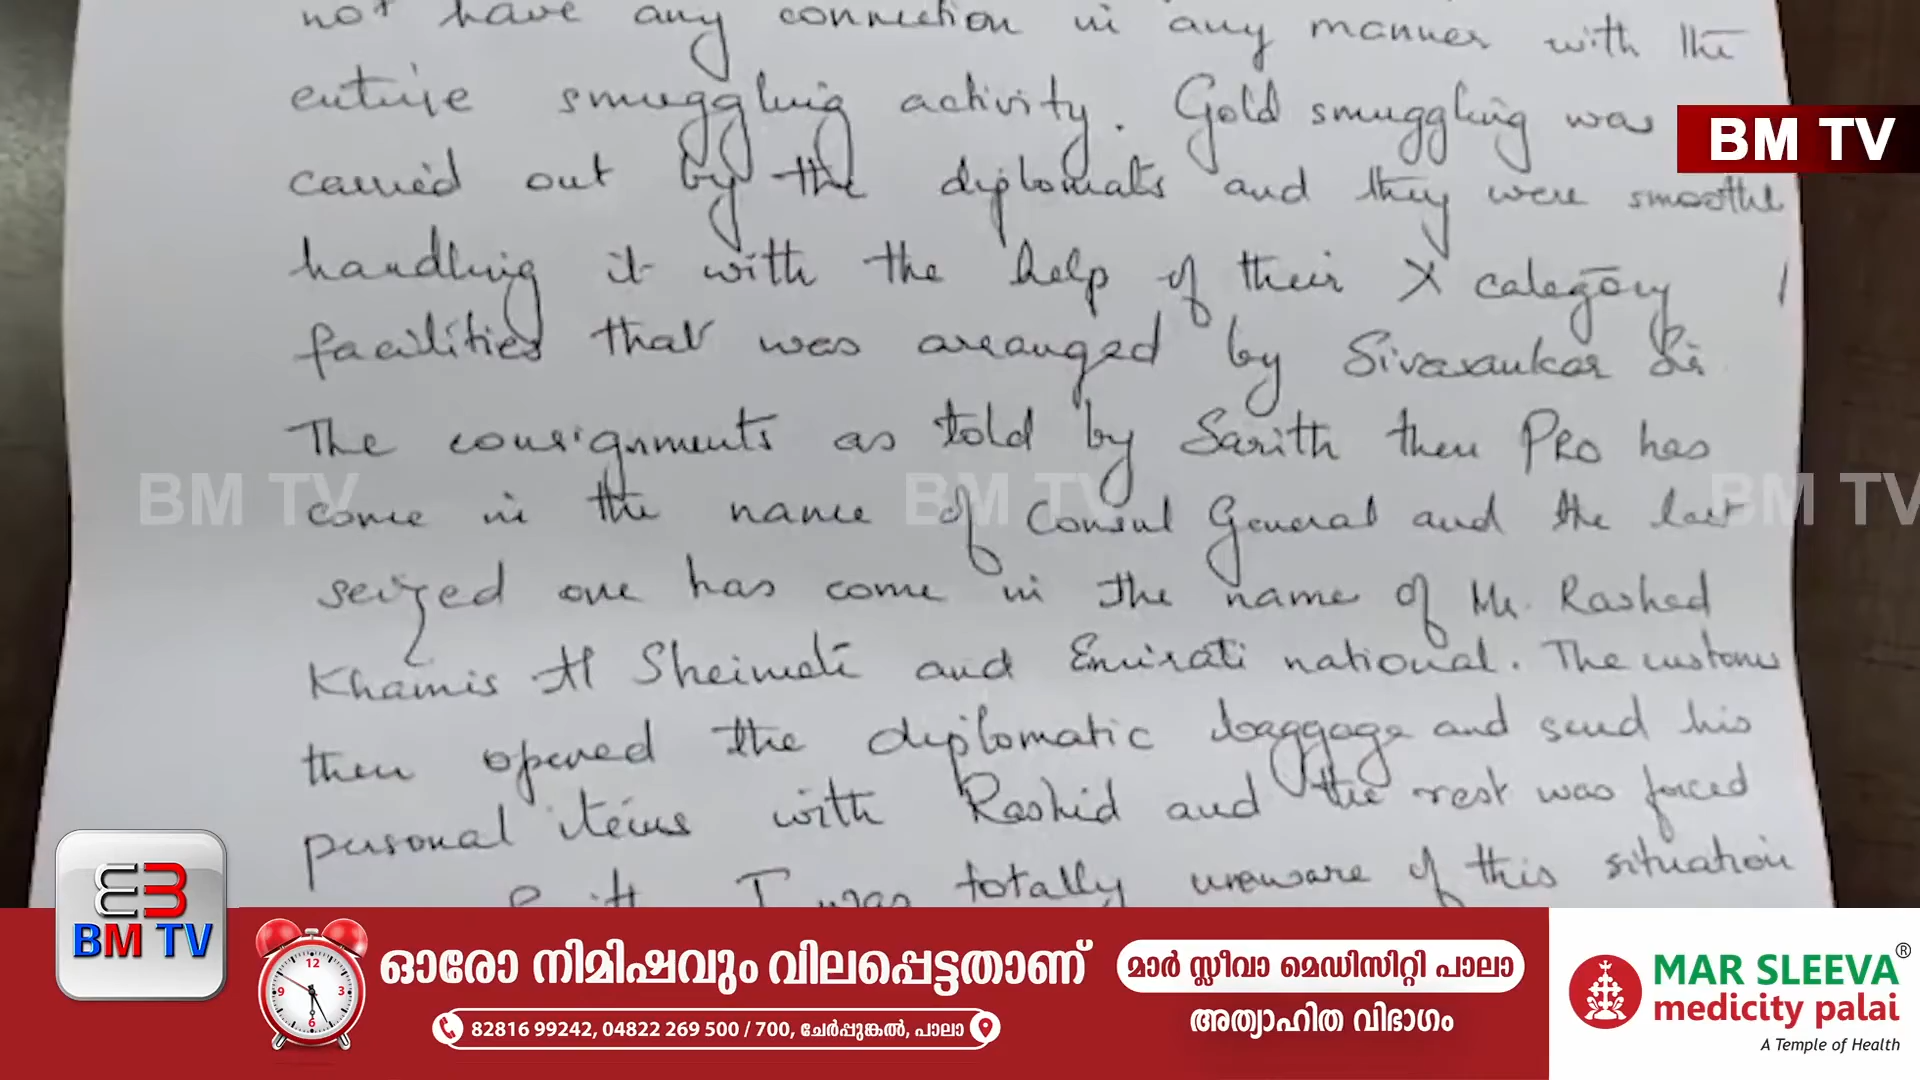 not have any connection in any manner with the
entire smuggling activity. Gold smuggling was
BM TV
carried out by the diplomats and they were smoothe
handling it with the help of their X category
facilities that was arranged by Sivasankar Sir
The consignments as told by Sarith then PRO has
BM TV BM TV BM TV
come in the name of Consul General and the last
seized one has come in the name of Mr. Rashed
Khamis Al Sheimeti and Emirati national. The customs
then opened the diplomatic baggage and send his
personal items with Rashid and the rest was forced
I was totally unaware of this situation
BM TV
12 3 6 9
ഓരോ നിമിഷവും വിലപ്പെട്ടതാണ്
82816 99242, 04822 269 500 / 700, ചേർപ്പുങ്കൽ, പാലാ
മാർ സ്ലീവാ മെഡിസിറ്റി പാലാ
അത്യാഹിത വിഭാഗം
MAR SLEEVA®
medicity palai
A Temple of Health